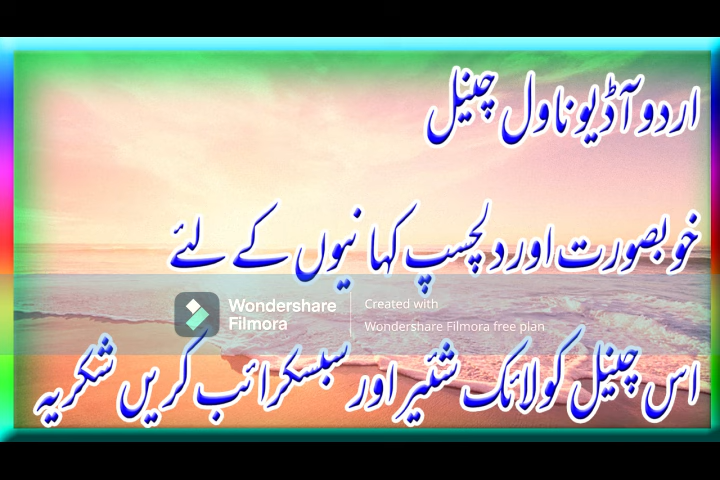 اردو آڈیو ناول چینل
خوبصورت اور دلچسپ کہانیوں کے لئے
Wondershare
Filmora
Created with
Wondershare Filmora free plan
اس چینل کو لائک شئیر اور سبسکرائب کریں شکریہ